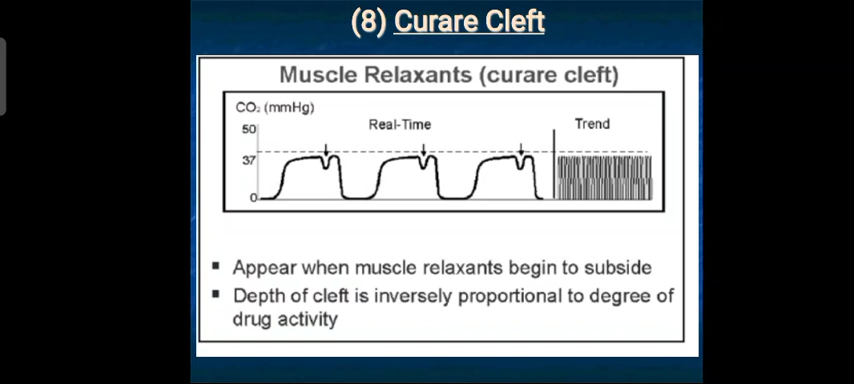 (8) Curare Cleft
Muscle Relaxants (curare cleft)
CO₂ (mmHg)
Real-Time
Trend
50
37
0
▪ Appear when muscle relaxants begin to subside
▪ Depth of cleft is inversely proportional to degree of
drug activity